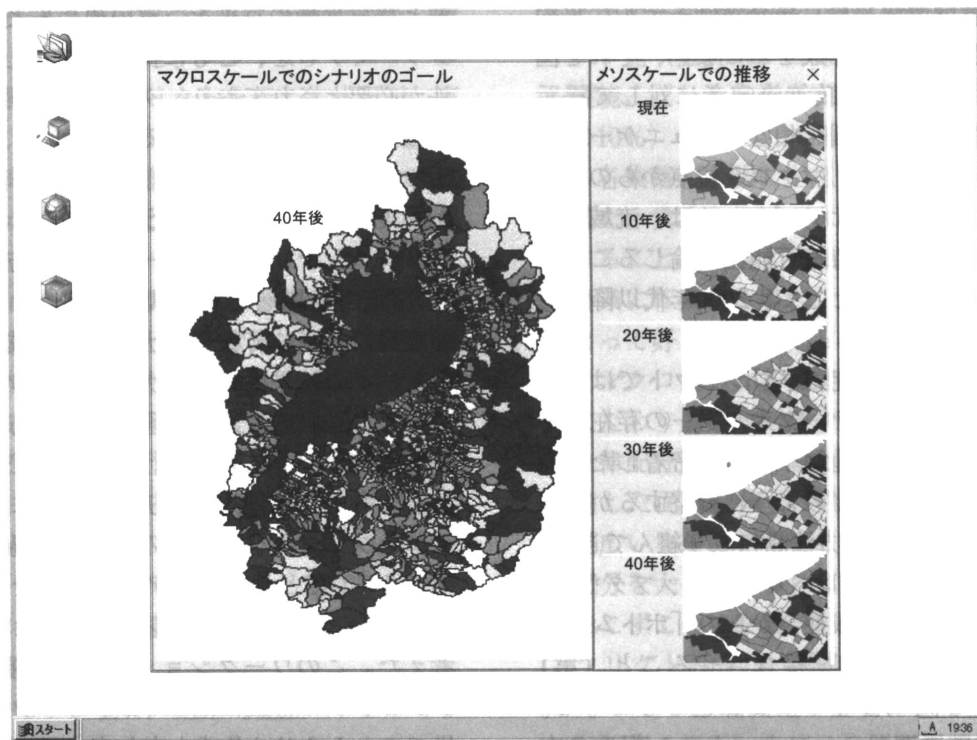 マクロスケールでのシナリオのゴール
40年後
メソスケールでの推移 ×
現在
10年後
20年後
30年後
40年後
スタート
A 1936